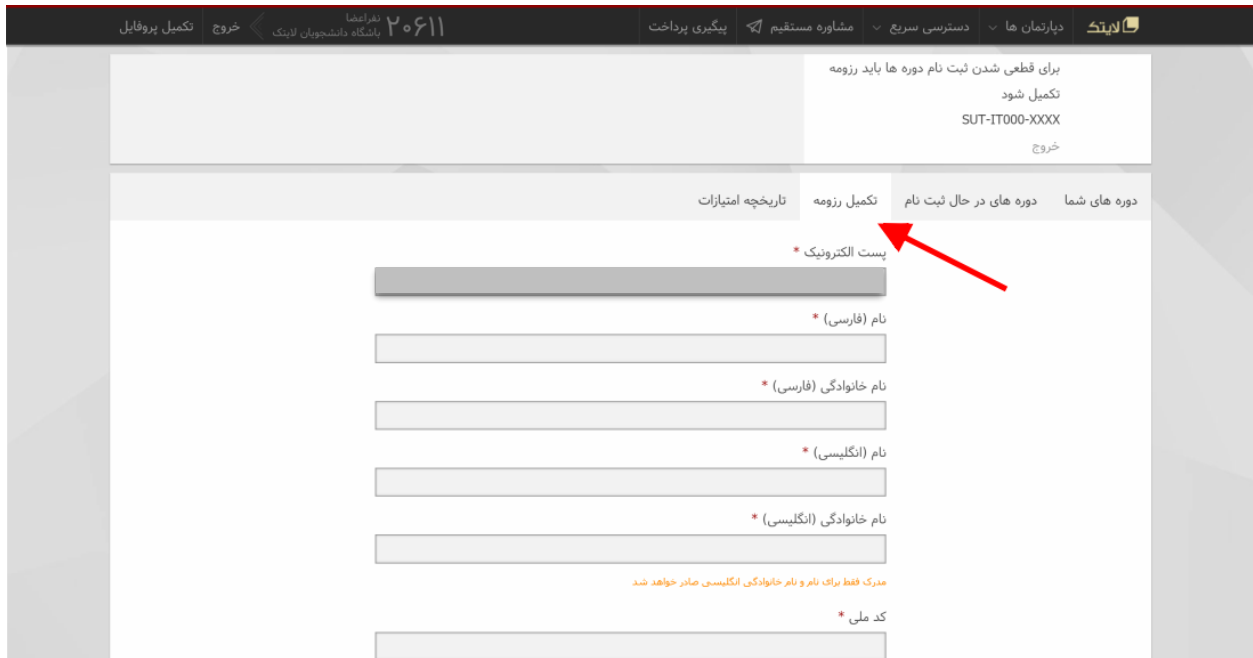 لایتک
دپارتمان ها
دسترسی سریع
مشاوره مستقیم
پیگیری پرداخت
۲۰۶۱۱ نفراعضا
باشگاه دانشجویان لایتک
خروج
تکمیل پروفایل
برای قطعی شدن ثبت نام دوره ها باید رزومه
تکمیل شود
SUT-IT000-XXXX
خروج
دوره های شما
دوره های در حال ثبت نام
تکمیل رزومه
تاریخچه امتیازات
پست الکترونیک *
نام (فارسی) *
نام خانوادگی (فارسی) *
نام (انگلیسی) *
نام خانوادگی (انگلیسی) *
مدرک فقط برای نام و نام خانوادگی انگلیسی صادر خواهد شد
کد ملی *